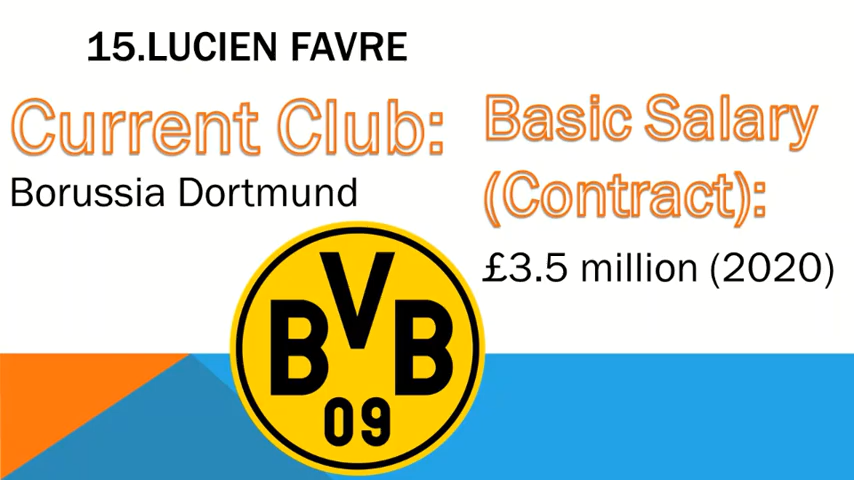 15.LUCIEN FAVRE
Current Club:
Borussia Dortmund
Basic Salary
(Contract):
£3.5 million (2020)
BVB
09